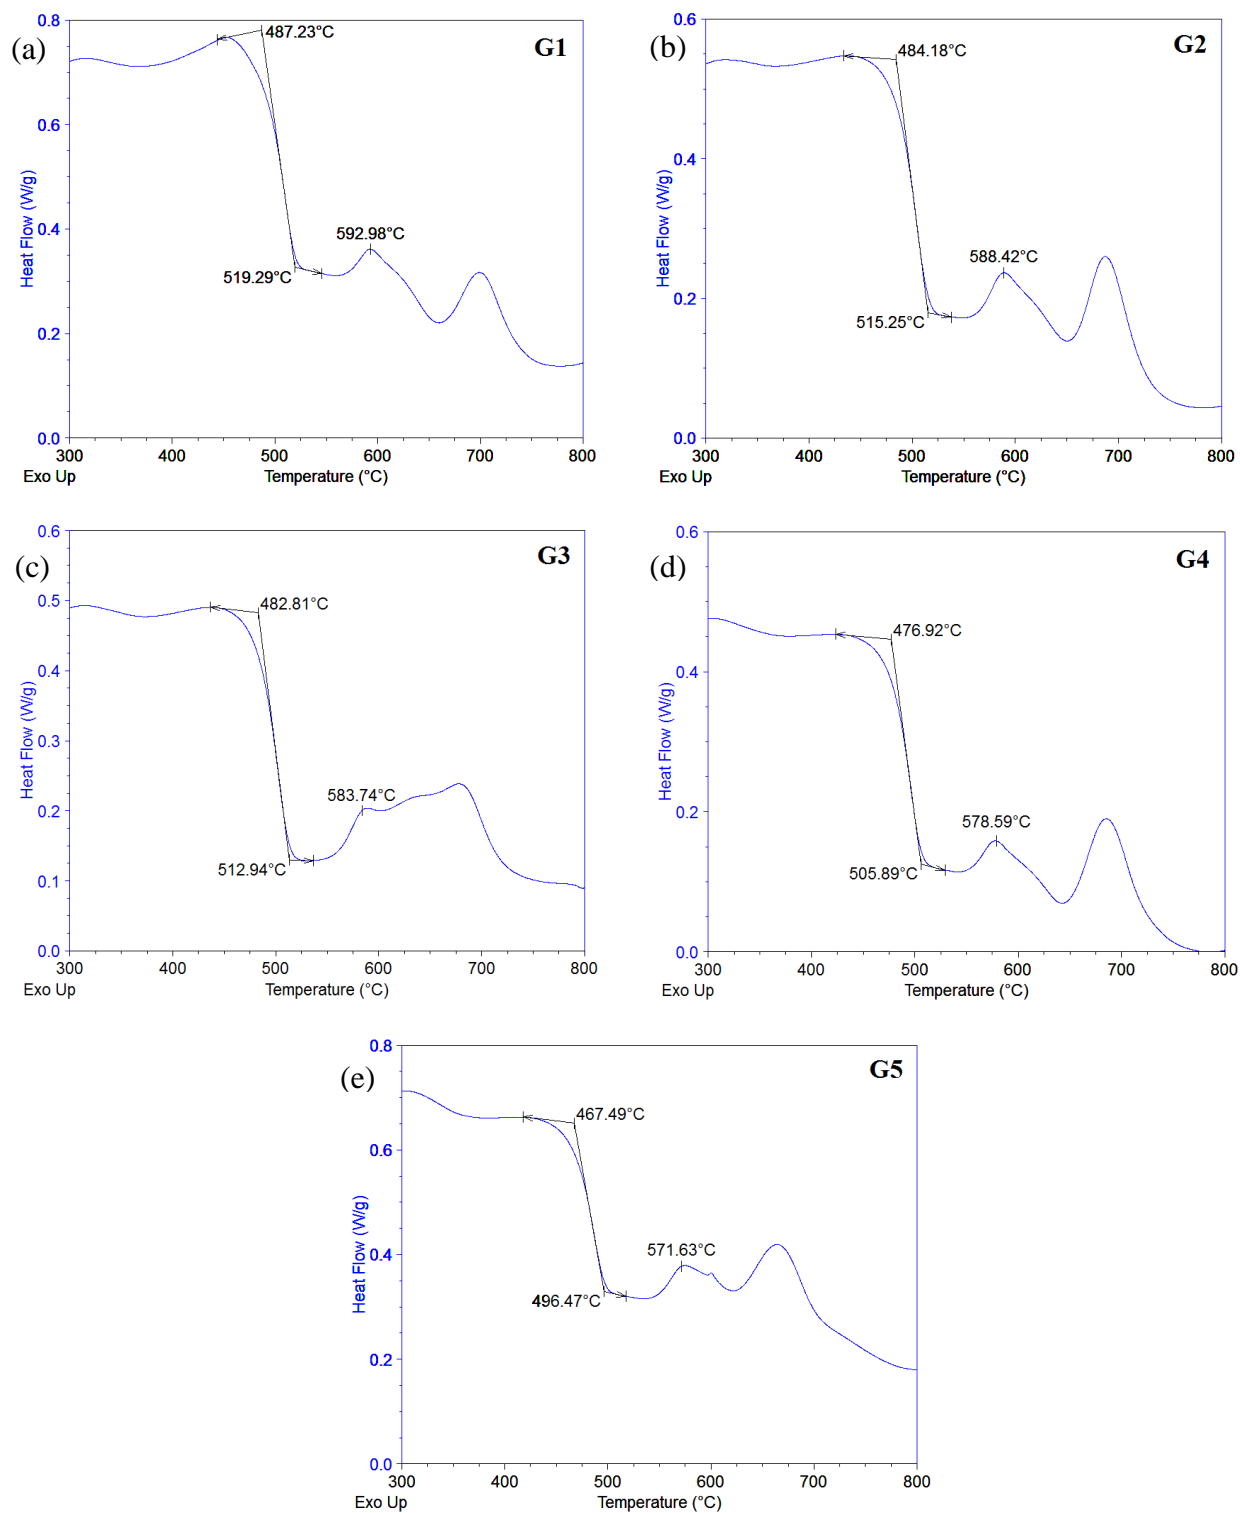 (a)
G1
0.8
0.6
0.4
0.2
0.0
Heat Flow (W/g)
487.23°C
519.29°C
592.98°C
300 400 500 600 700 800
Exo Up
Temperature (°C)
(b)
G2
0.6
0.4
0.2
0.0
Heat Flow (W/g)
484.18°C
515.25°C
588.42°C
300 400 500 600 700 800
Exo Up
Temperature (°C)
(c)
G3
0.6
0.5
0.4
0.3
0.2
0.1
0.0
Heat Flow (W/g)
482.81°C
512.94°C
583.74°C
300 400 500 600 700 800
Exo Up
Temperature (°C)
(d)
G4
0.6
0.4
0.2
0.0
Heat Flow (W/g)
476.92°C
505.89°C
578.59°C
300 400 500 600 700 800
Exo Up
Temperature (°C)
(e)
G5
0.8
0.6
0.4
0.2
0.0
Heat Flow (W/g)
467.49°C
496.47°C
571.63°C
300 400 500 600 700 800
Exo Up
Temperature (°C)